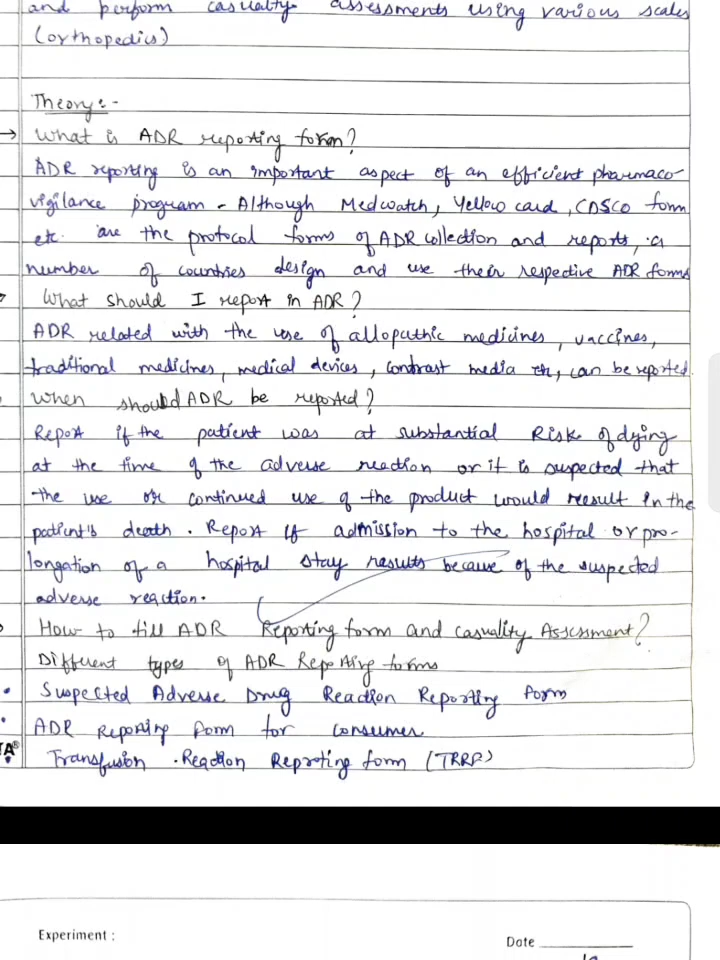 and perform casuality assessments using various scales
(orthopedics)
Theory :-
→ What is ADR reporting form?
ADR reporting is an important aspect of an efficient pharmaco
vigilance program - Although Medwatch, Yellow card, CDSCO form
etc. are the protocol forms of ADR collection and reports, a
number of countries design and use their respective ADR forms
What should I report in ADR?
ADR related with the use of allopathic medicines, vaccines,
traditional medicines, medical devices, contrast media etc, can be reported.
When should ADR be reported?
Report if the patient was at substantial Risk of dying
at the time of the adverse reaction or it is suspected that
the use or continued use of the product would result in the
patient's death. Report if admission to the hospital or pro-
longation of a hospital stay results because of the suspected
adverse reaction.
How to fill ADR Reporting form and casuality Assessment?
Different types of ADR Reporting forms
• Suspected Adverse Drug Reaction Reporting form
• ADR Reporting form for consumer
Transfusion Reaction Reproting form (TRRF)
TA®
Experiment :
Date